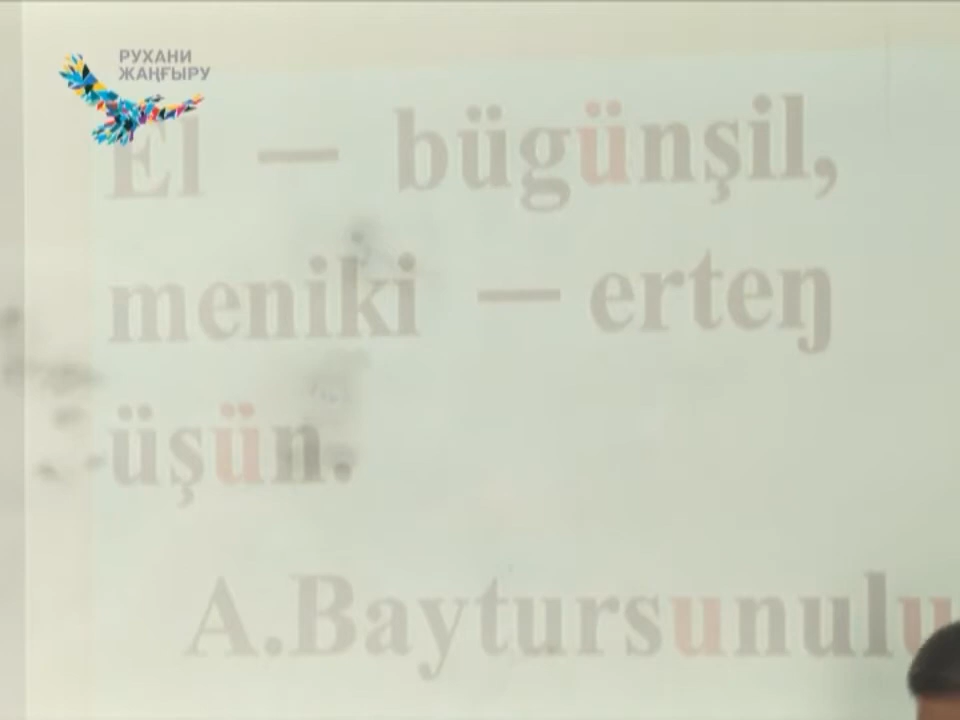 РУХАНИ
ЖАҢҒЫРУ
El — bügünşil,
meniki — erteŋ
üşün.
A.Baytursunulu